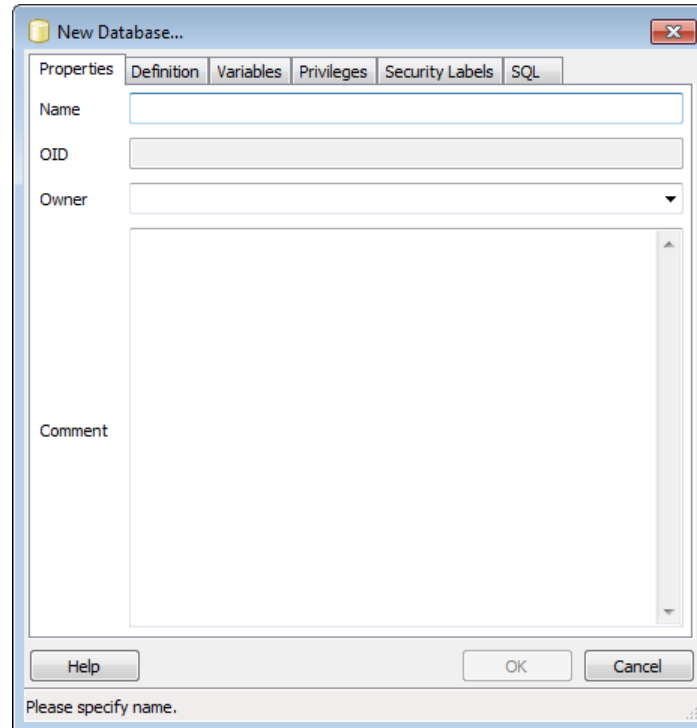 New Database...
Properties Definition Variables Privileges Security Labels SQL
Name
OID
Owner
Comment
Help OK Cancel
Please specify name.